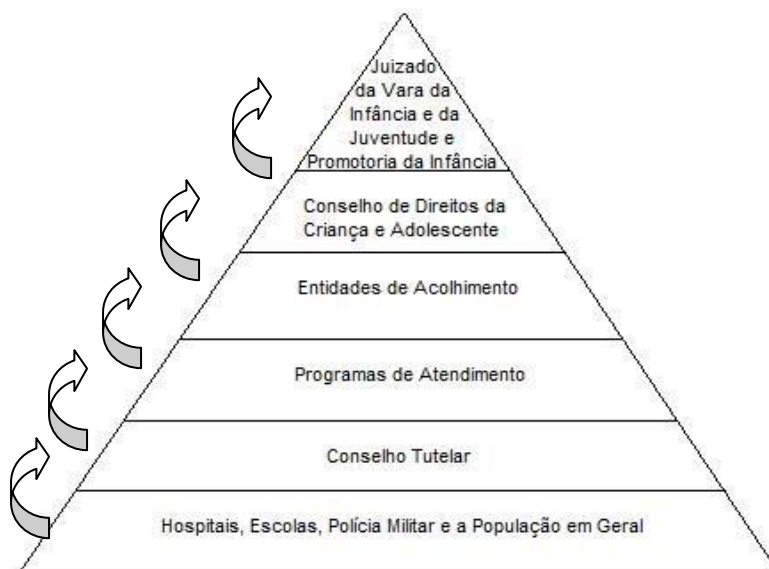 Juizado
da Vara da
Infância e da
Juventude e
Promotoria da Infância
Conselho de Direitos da
Criança e Adolescente
Entidades de Acolhimento
Programas de Atendimento
Conselho Tutelar
Hospitais, Escolas, Polícia Militar e a População em Geral